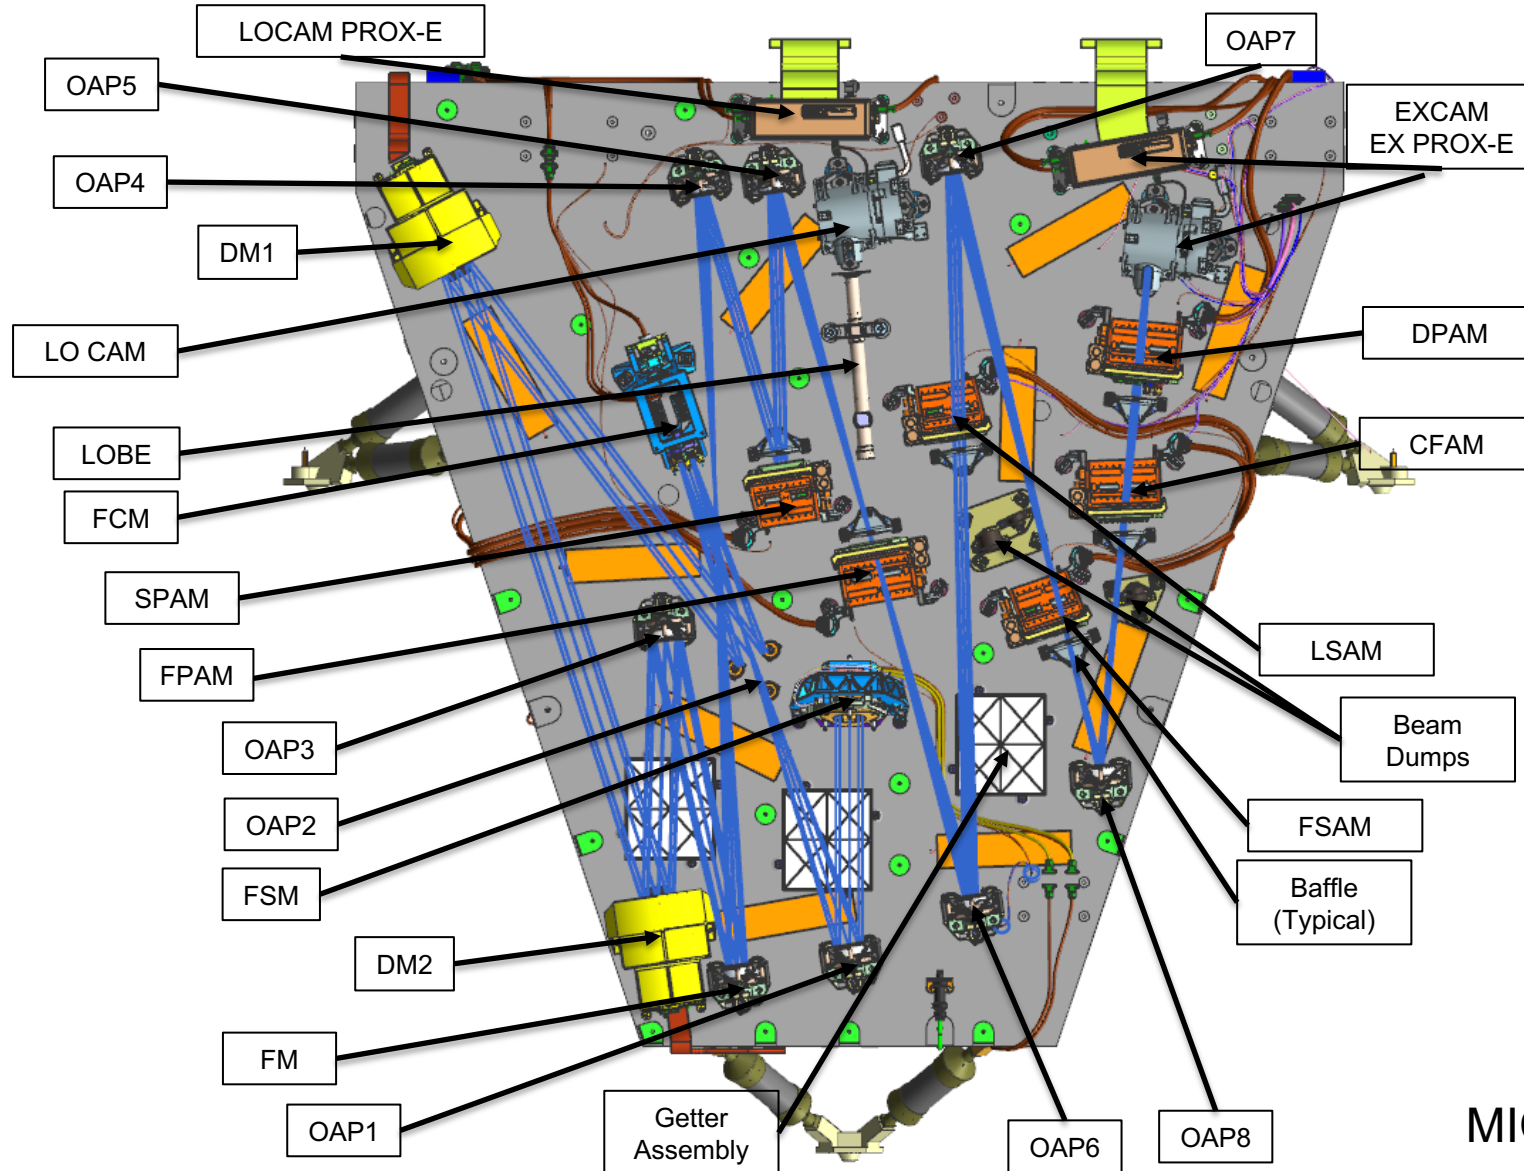 LOCAM PROX-E
OAP7
OAP5
EXCAM
EX PROX-E
OAP4
DM1
LO CAM
DPAM
LOBE
CFAM
FCM
SPAM
LSAM
FPAM
OAP3
Beam
Dumps
OAP2
FSAM
FSM
Baffle
(Typical)
DM2
FM
OAP1
Getter
Assembly
OAP6
OAP8